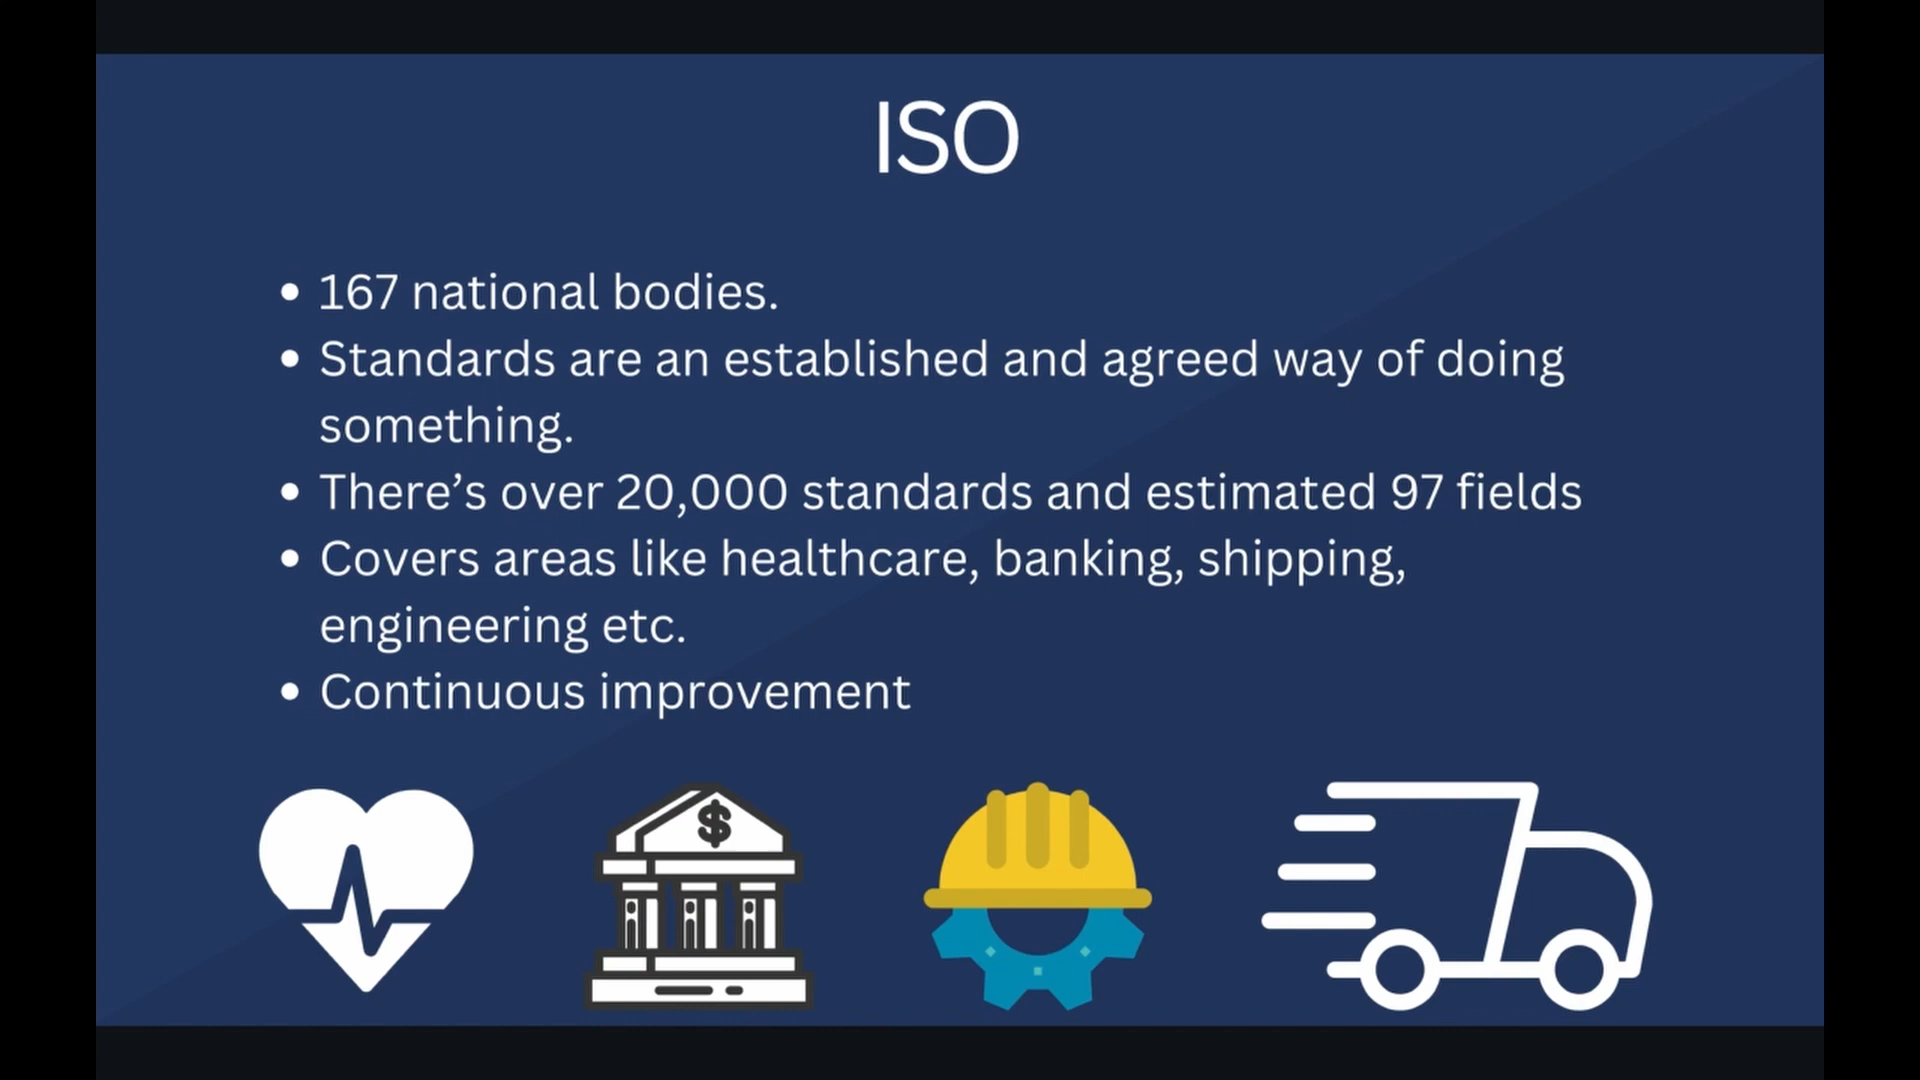 ISO
• 167 national bodies.
• Standards are an established and agreed way of doing
something.
• There’s over 20,000 standards and estimated 97 fields
• Covers areas like healthcare, banking, shipping,
engineering etc.
• Continuous improvement
$